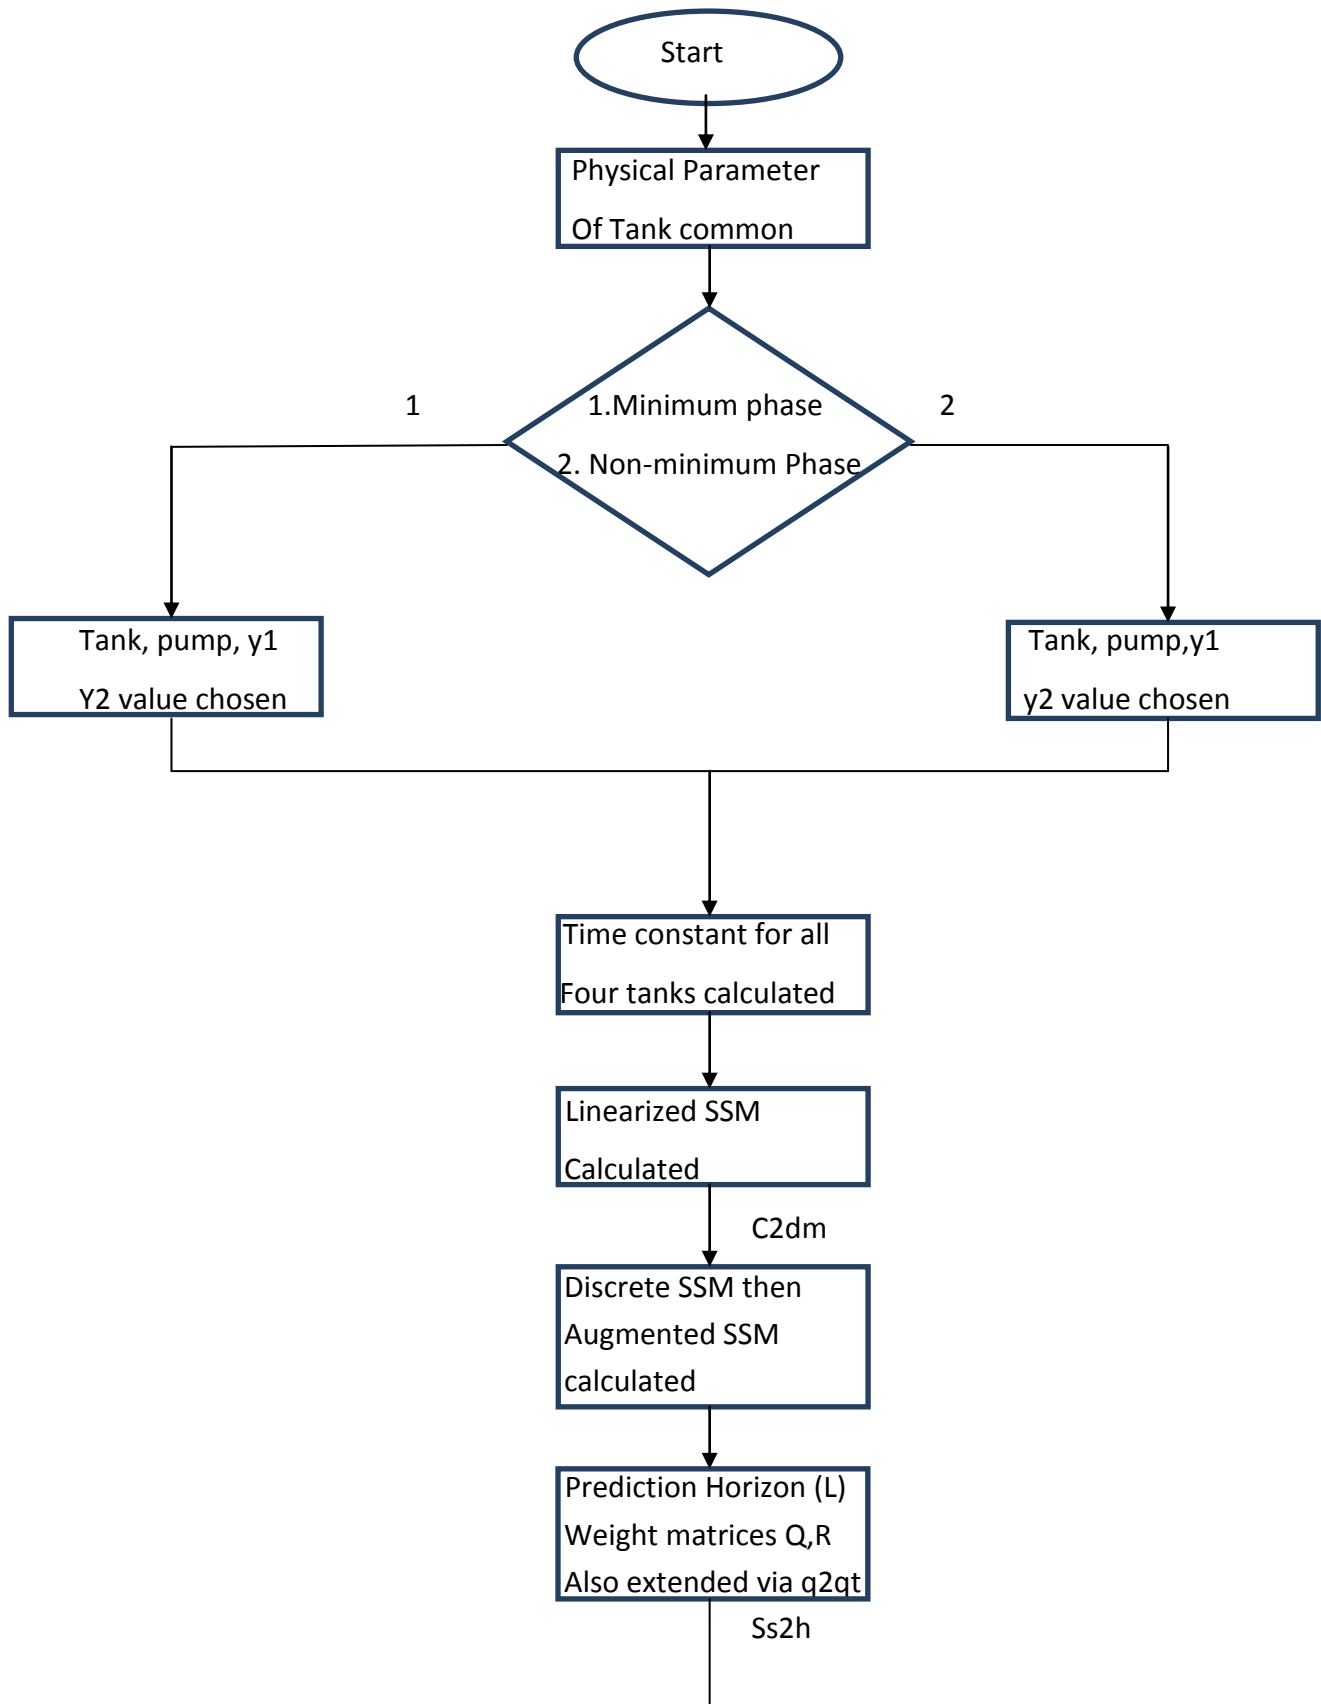 Start
Physical Parameter
Of Tank common
1
1.Minimum phase
2
2. Non-minimum Phase
Tank, pump, y1
Y2 value chosen
Tank, pump,y1
y2 value chosen
Time constant for all
Four tanks calculated
Linearized SSM
Calculated
C2dm
Discrete SSM then
Augmented SSM
calculated
Prediction Horizon (L)
Weight matrices Q,R
Also extended via q2qt
Ss2h